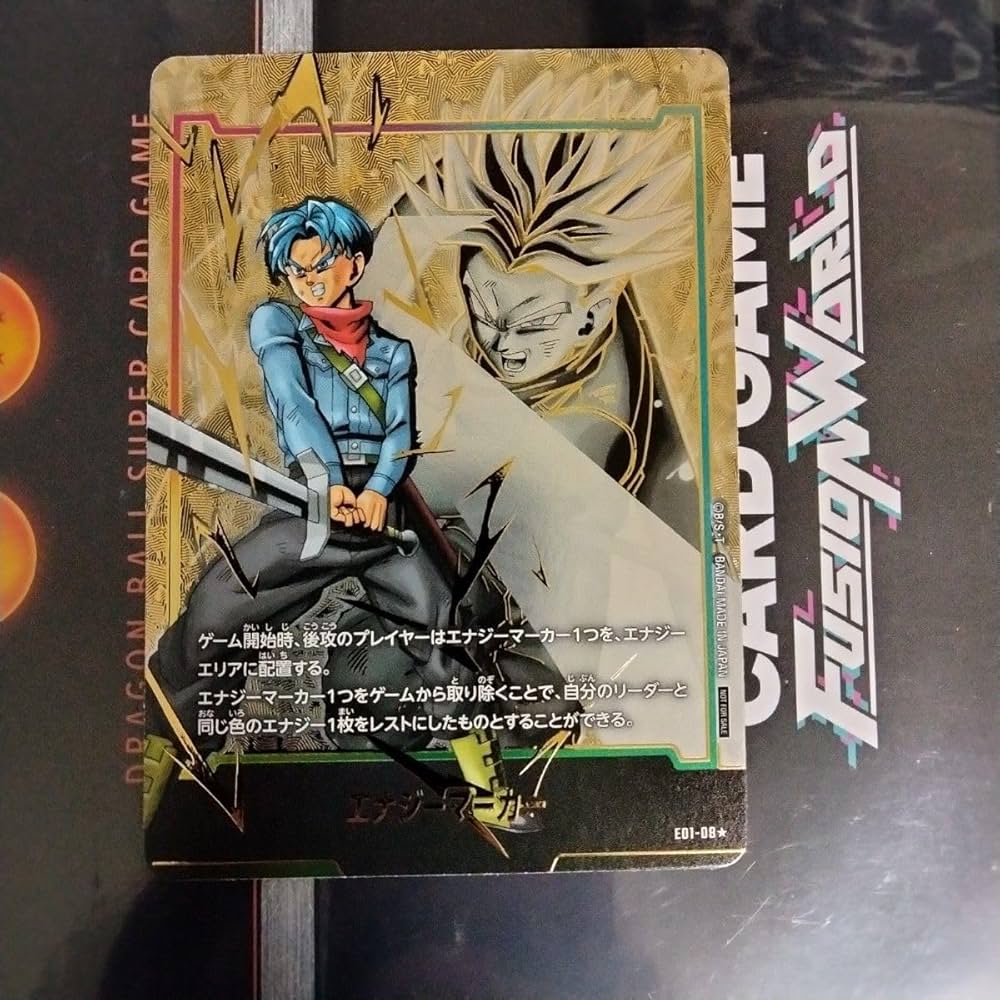 DRAGON BALL SUPER CARD GAME
ゲーム開始時、後攻のプレイヤーはエナジーマーカー1つを、エナジー
エリアに配置する。
エナジーマーカー1つをゲームから取り除くことで、自分のリーダーと
同じ色のエナジー1枚をレストにしたものとすることができる。
エナジーマーカー
E01-08★
©B/S・T BANDAI MADE IN JAPAN
NOT FOR SALE
CARD GAME
FUSION WORLD